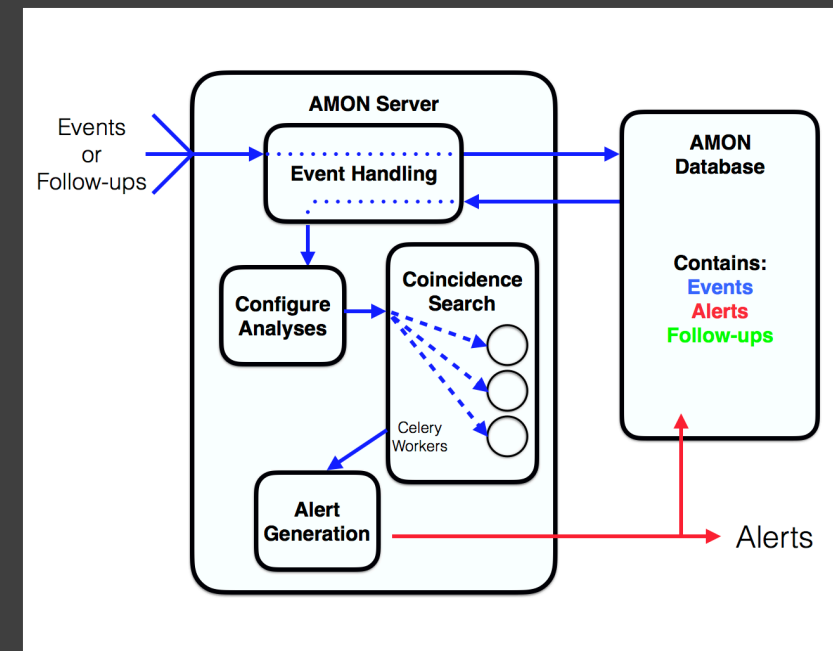 Events
or
Follow-ups
AMON Server
Event Handling
Configure
Analyses
Coincidence
Search
Celery
Workers
Alert
Generation
AMON
Database
Contains:
Events
Alerts
Follow-ups
Alerts